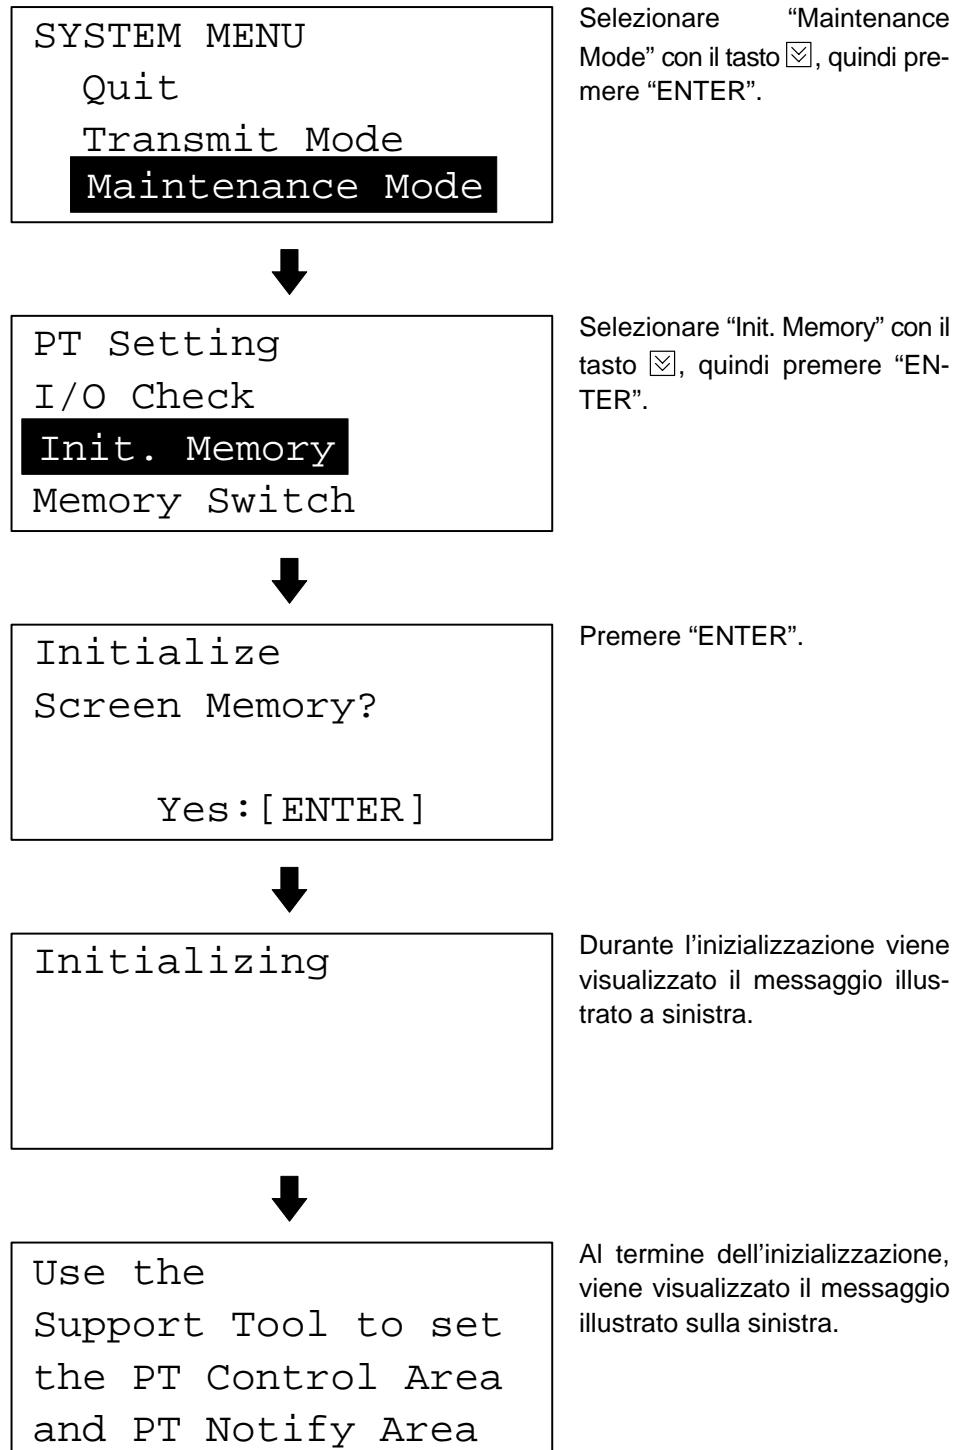 SYSTEM MENU
Quit
Transmit Mode
Maintenance Mode
Selezionare “Maintenance
Mode” con il tasto , quindi pre-
mere “ENTER”.
PT Setting
I/O Check
Init. Memory
Memory Switch
Selezionare “Init. Memory” con il
tasto , quindi premere “EN-
TER”.
Initialize
Screen Memory?
Yes:[ENTER]
Premere “ENTER”.
Initializing
Durante l’inizializzazione viene
visualizzato il messaggio illus-
trato a sinistra.
Use the
Support Tool to set
the PT Control Area
and PT Notify Area
Al termine dell’inizializzazione,
viene visualizzato il messaggio
illustrato sulla sinistra.